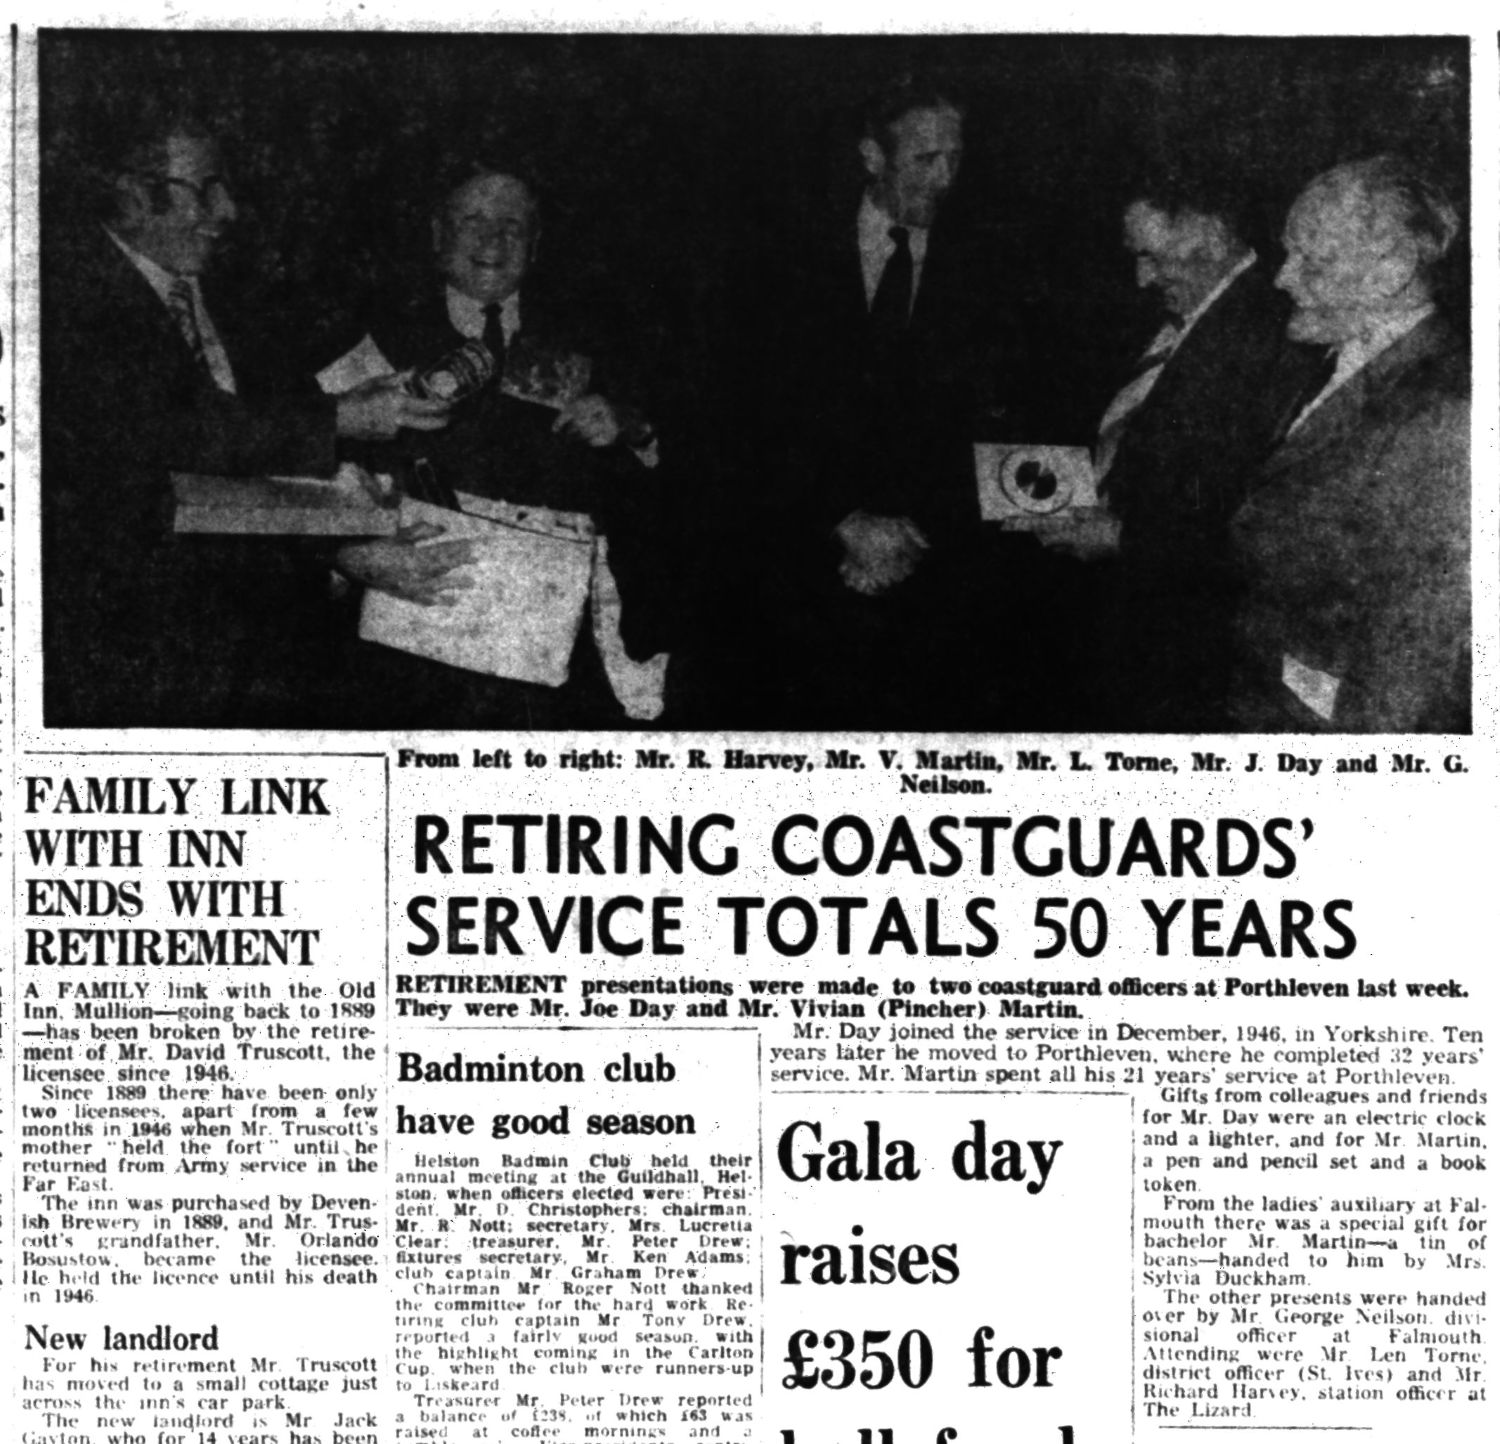 From left to right: Mr. R. Harvey, Mr. V. Martin, Mr. L. Torne, Mr. J. Day and Mr. G.
Neilson.
FAMILY LINK
WITH INN
ENDS WITH
RETIREMENT
A FAMILY link with the Old
Inn, Mullion—going back to 1889
—has been broken by the retire-
ment of Mr. David Truscott, the
licensee since 1946.
Since 1889 there have been only
two licensees, apart from a few
months in 1946 when Mr. Truscott's
mother "held the fort" until he
returned from Army service in the
Far East.
The inn was purchased by Deven-
ish Brewery in 1889, and Mr. Trus-
cott's grandfather, Mr. Orlando
Bosustow, became the licensee.
He held the licence until his death
in 1946.
New landlord
For his retirement Mr. Truscott
has moved to a small cottage just
across the inn's car park.
The new landlord is Mr Jack
Gayton, who for 14 years has been
RETIRING COASTGUARDS'
SERVICE TOTALS 50 YEARS
RETIREMENT presentations were made to two coastguard officers at Porthleven last week.
They were Mr. Joe Day and Mr. Vivian (Pincher) Martin.
Mr. Day joined the service in December, 1946, in Yorkshire. Ten
years later he moved to Porthleven, where he completed 32 years'
service. Mr. Martin spent all his 21 years' service at Porthleven.
Gifts from colleagues and friends
for Mr. Day were an electric clock
and a lighter, and for Mr. Martin,
a pen and pencil set and a book
token.
From the ladies' auxiliary at Fal-
mouth there was a special gift for
bachelor Mr. Martin—a tin of
beans—handed to him by Mrs.
Sylvia Duckham.
The other presents were handed
over by Mr. George Neilson, divi-
sional officer at Falmouth.
Attending were Mr. Len Torne,
district officer (St. Ives) and Mr.
Richard Harvey, station officer at
The Lizard.
Badminton club
have good season
Helston Badmin Club held their
annual meeting at the Guildhall, Hel-
ston, when officers elected were: Presi-
dent, Mr. D. Christophers; chairman,
Mr. R. Nott; secretary, Mrs. Lucretia
Clear; treasurer, Mr. Peter Drew;
fixtures secretary, Mr. Ken Adams;
club captain, Mr. Graham Drew.
Chairman Mr Roger Nott thanked
the committee for the hard work. Re-
tiring club captain Mr Tony Drew,
reported a fairly good season, with
the highlight coming in the Carlton
Cup, when the club were runners-up
to Liskeard.
Treasurer Mr. Peter Drew reported
a balance of £238, of which £63 was
raised at coffee mornings and a
Gala day
raises
£350 for